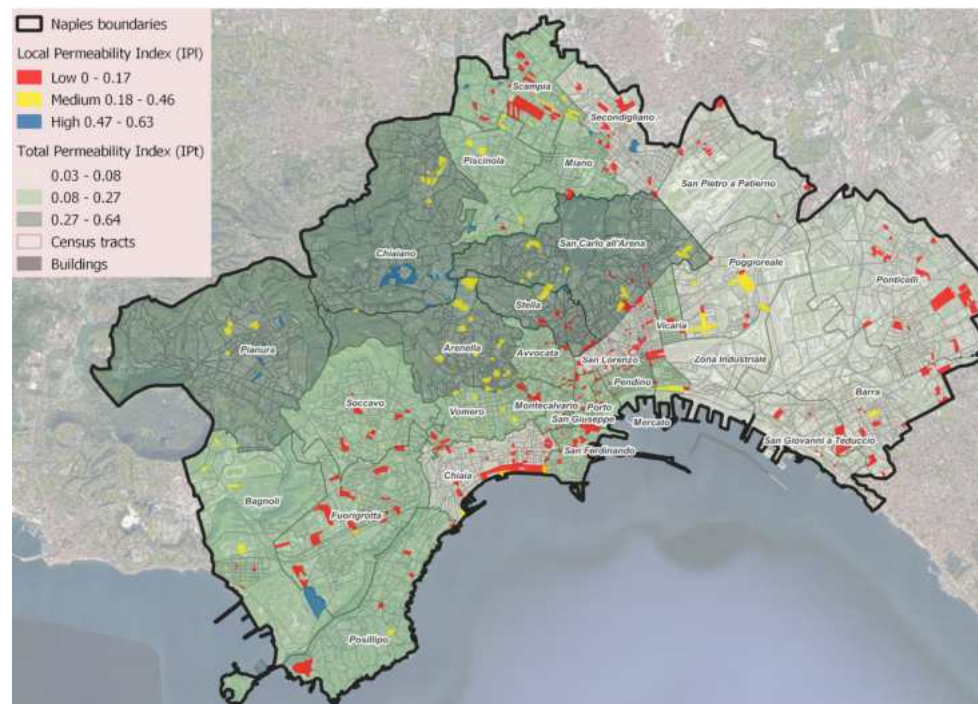 Naples boundaries
Local Permeability Index (IPl)
Low 0 - 0.17
Medium 0.18 - 0.46
High 0.47 - 0.63
Total Permeability Index (IPt)
0.03 - 0.08
0.08 - 0.27
0.27 - 0.64
Census tracts
Buildings
Scampia
Secondigliano
Piscinola
Miano
San Pietro a Patierno
Chiaiano
San Carlo all'Arena
Poggioreale
Ponticelli
Stella
Vicaria
Pianura
Arenella
Avvocata
San Lorenzo
Zona Industriale
Pendino
Soccavo
Vomero
Montecalvario
Porto
Barra
San Giuseppe
Mercato
San Giovanni a Teduccio
Chiaia
San Ferdinando
Bagnoli
Fuorigrotta
Posillipo